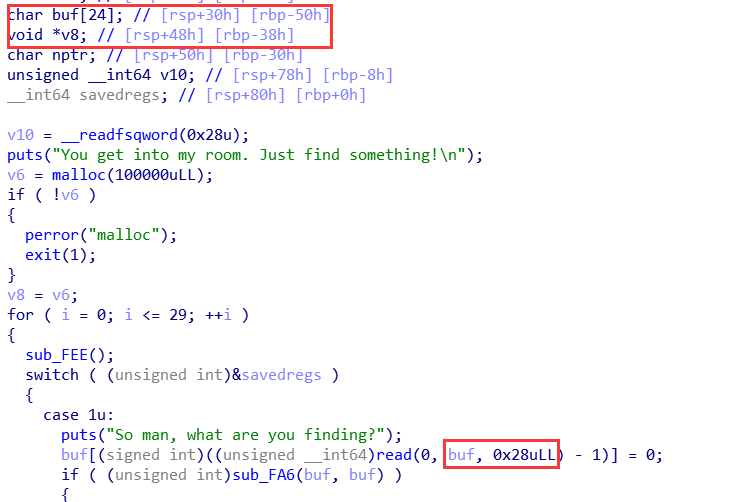 char buf[24]; // [rsp+30h] [rbp-50h]
void *v8; // [rsp+48h] [rbp-38h]
char nptr; // [rsp+50h] [rbp-30h]
unsigned __int64 v10; // [rsp+78h] [rbp-8h]
__int64 savedregs; // [rsp+80h] [rbp+0h]

v10 = __readfsqword(0x28u);
puts("You get into my room. Just find something!\n");
v6 = malloc(100000uLL);
if ( !v6 )
{
  perror("malloc");
  exit(1);
}
v8 = v6;
for ( i = 0; i <= 29; ++i )
{
  sub_FEE();
  switch ( (unsigned int)&savedregs )
  {
    case 1u:
      puts("So man, what are you finding?");
      buf[(signed int)((unsigned __int64)read(0, buf, 0x28uLL) - 1)] = 0;
      if ( (unsigned int)sub_FA6(buf, buf) )
      {